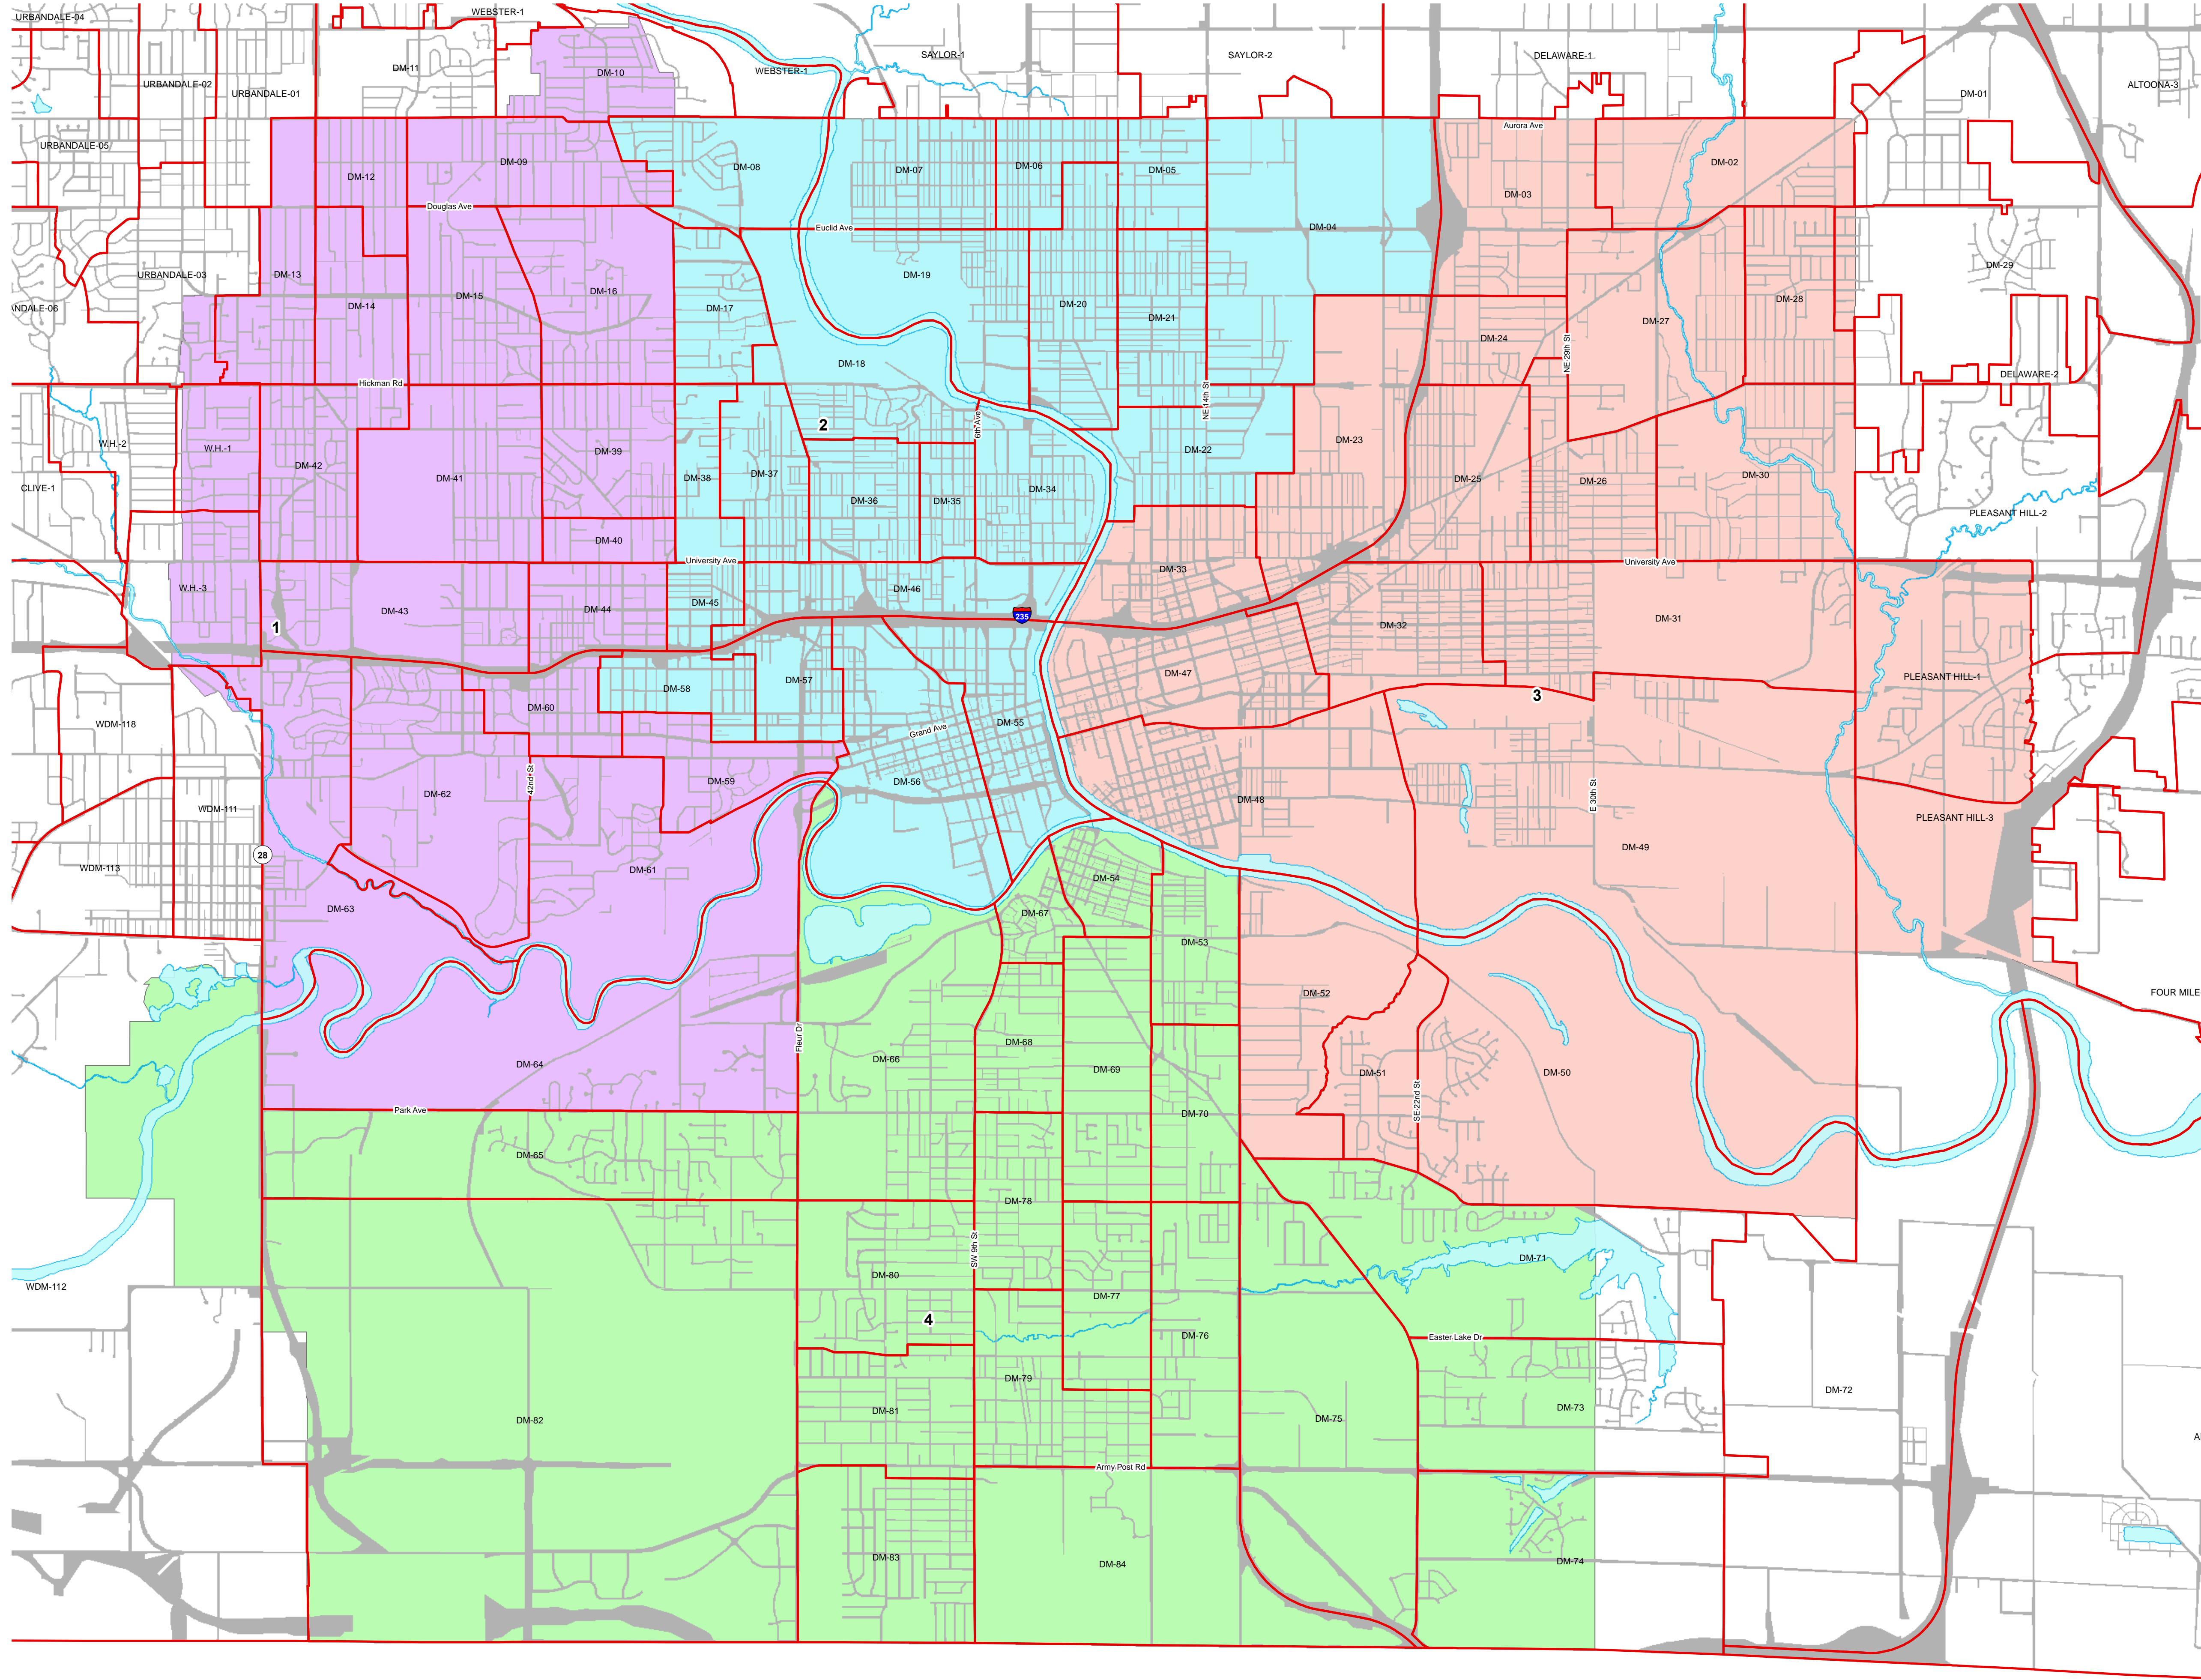 URBANDALE-04
WEBSTER-1
SAYLOR-1
SAYLOR-2
DELAWARE-1
DM-11
DM-10
WEBSTER-1
URBANDALE-02
URBANDALE-01
DM-01
ALTOONA-3
Aurora Ave
URBANDALE-05
DM-12
DM-09
DM-08
DM-07
DM-06
DM-05
DM-03
DM-02
Douglas Ave
Euclid Ave
DM-04
URBANDALE-03
DM-13
DM-15
DM-16
DM-19
DM-29
NDALE-06
DM-14
DM-17
DM-20
DM-21
DM-24
DM-27
DM-28
NE 29th St
DM-18
Hickman Rd
DELAWARE-2
NE 14th St
2
6th Ave
W.H.-2
W.H.-1
DM-42
DM-41
DM-39
DM-38
DM-37
DM-36
DM-35
DM-34
DM-22
DM-23
DM-25
DM-26
DM-30
CLIVE-1
PLEASANT HILL-2
DM-40
University Ave
University Ave
DM-33
W.H.-3
DM-43
DM-44
DM-45
DM-46
235
DM-32
DM-31
1
DM-47
PLEASANT HILL-1
DM-58
DM-57
3
DM-60
WDM-118
DM-55
Grand Ave
42nd St
DM-59
DM-56
E 30th St
DM-62
DM-48
WDM-111
PLEASANT HILL-3
28
DM-49
WDM-113
DM-61
DM-54
DM-63
DM-67
DM-53
DM-52
FOUR MILE
Fleur Dr
DM-68
DM-66
DM-64
DM-69
DM-51
DM-50
SE 22nd St
Park Ave
DM-70
DM-65
DM-78
SW 9th St
DM-71
DM-80
WDM-112
DM-77
4
DM-76
Easter Lake Dr
DM-79
DM-72
DM-81
DM-73
DM-82
DM-75
A
Army Post Rd
DM-83
DM-84
DM-74